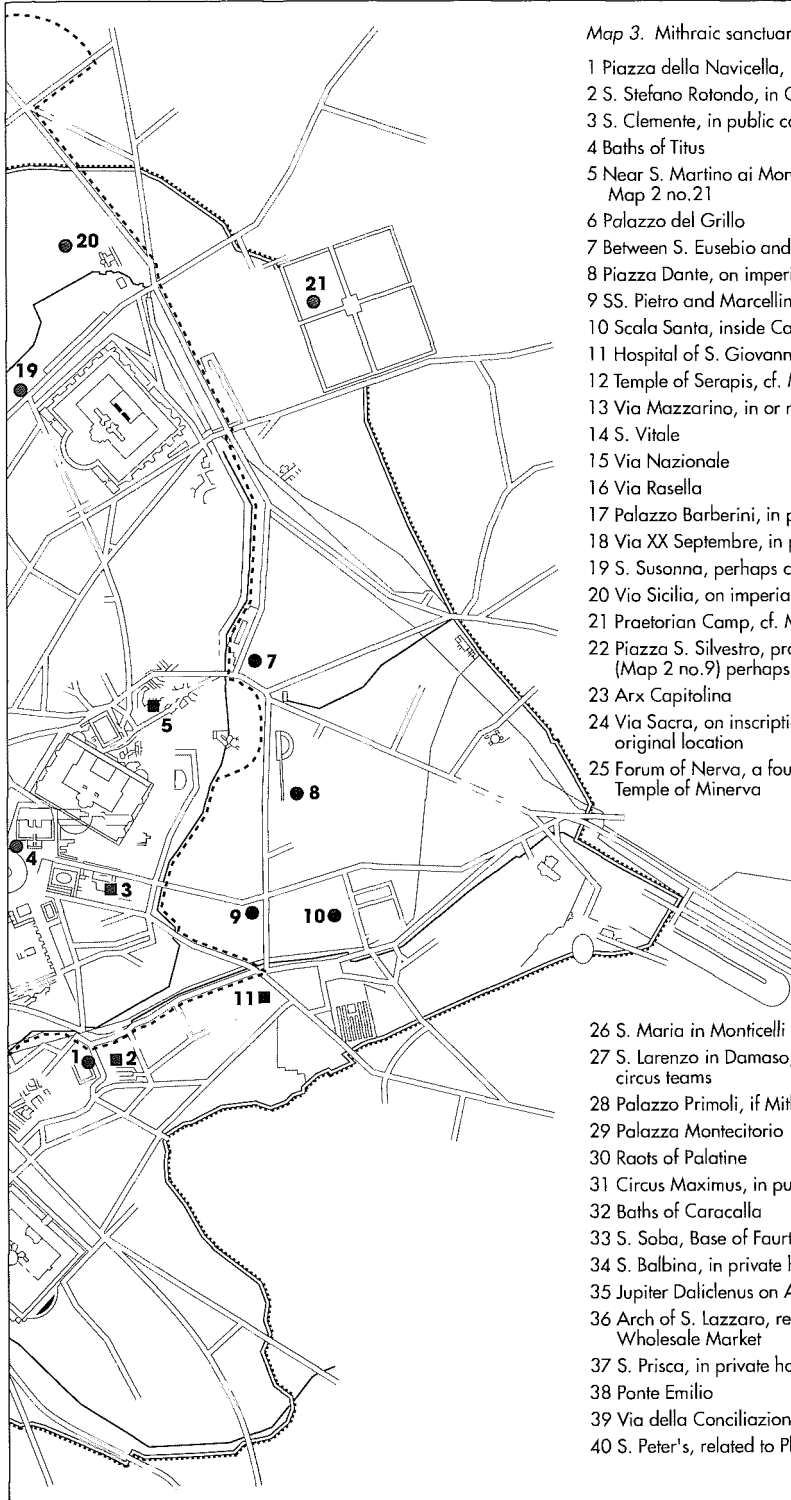 Map 3. Mithraic sanctuar
1 Piazza della Navicella,
2 S. Stefano Rotondo, in C
3 S. Clemente, in public co
4 Baths of Titus
5 Near S. Martino ai Mon
Map 2 no.21
6 Palazzo del Grillo
7 Between S. Eusebio and
8 Piazza Dante, on imperi
9 SS. Pietro and Marcellin
10 Scala Santa, inside Ca
11 Hospital of S. Giovann
12 Temple of Serapis, cf. M
13 Via Mazzarino, in or n
14 S. Vitale
15 Via Nazionale
16 Via Rasella
17 Palazzo Barberini, in p
18 Via XX Septembre, in p
19 S. Susonna, perhaps c
20 Vio Sicilia, on imperia
21 Praetorian Camp, cf. M
22 Piazza S. Silvestro, pro
(Map 2 no.9) perhaps
23 Arx Capitolina
24 Via Sacra, on inscripti
original location
25 Forum of Nerva, a fou
Temple of Minerva
26 S. Maria in Monticelli
27 S. Larenzo in Damaso,
circus teams
28 Palazzo Primoli, if Mith
29 Palazza Montecitorio
30 Raots of Palatine
31 Circus Maximus, in pu
32 Baths of Caracalla
33 S. Soba, Base of Faurt
34 S. Balbina, in private h
35 Jupiter Daliclenus on A
36 Arch of S. Lazzaro, re
Wholesale Market
37 S. Prisca, in private ho
38 Ponte Emilio
39 Via della Conciliazion
40 S. Peter's, related to Ph
20
21
19
7
5
8
4
3
9
10
11
1
2